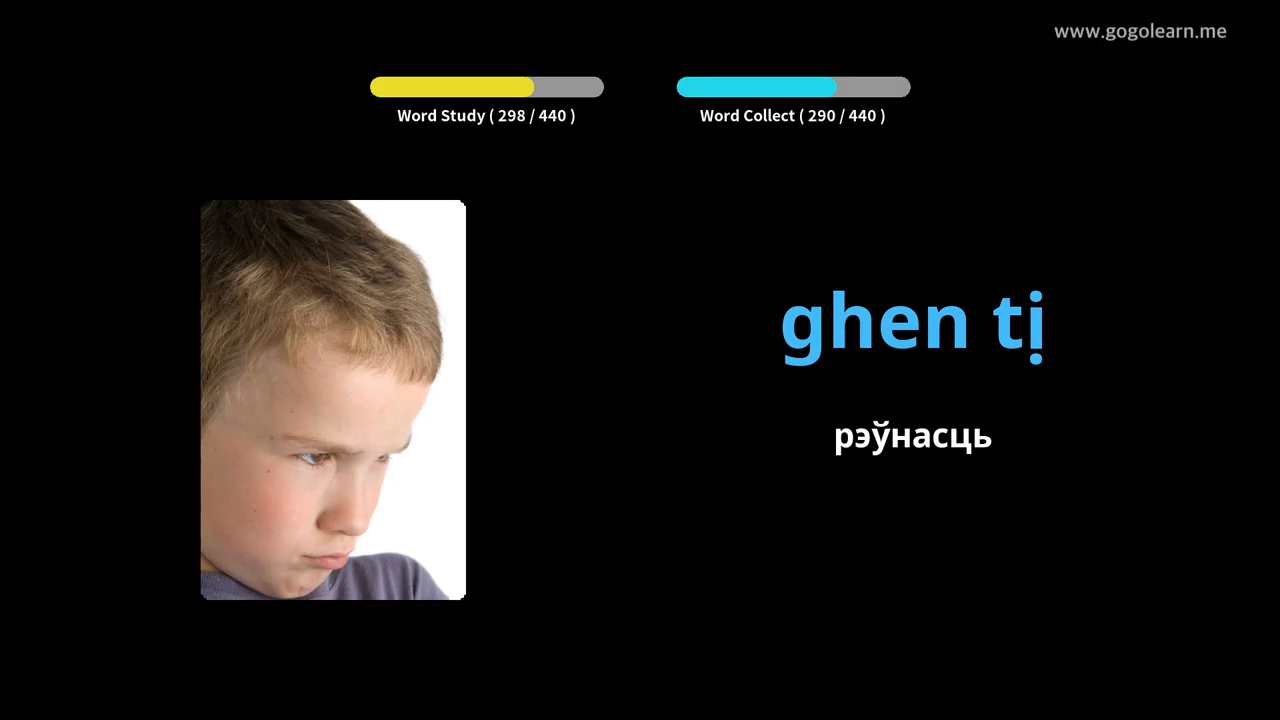 www.gogolearn.me
Word Study ( 298 / 440 )
Word Collect ( 290 / 440 )
ghen tị
рэўнасць